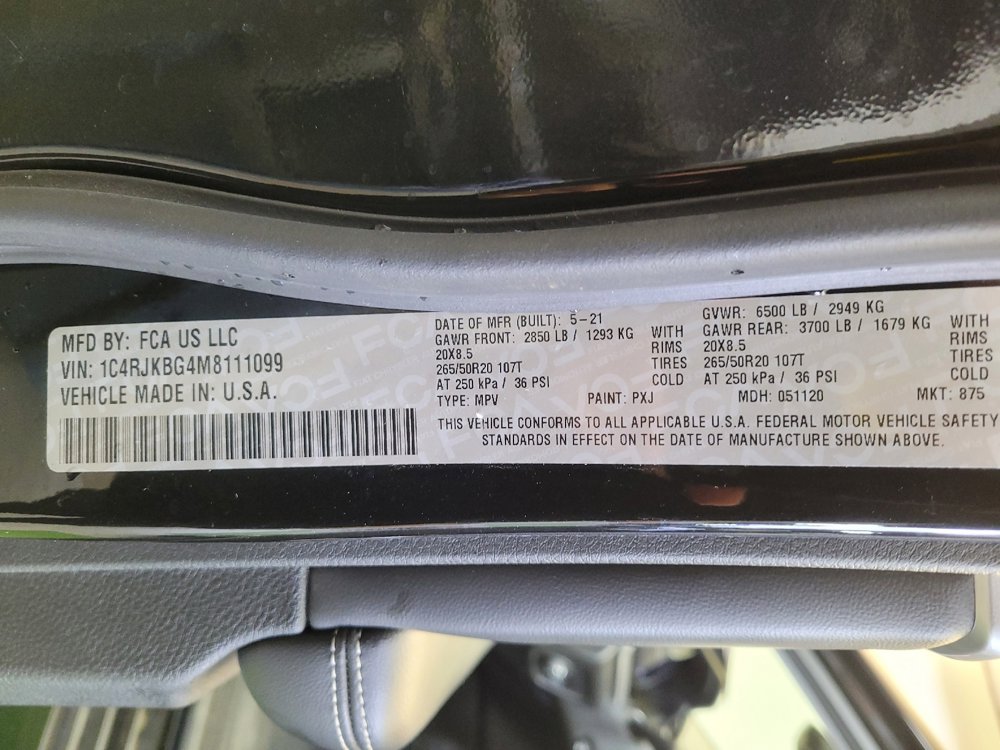 MFD BY: FCA US LLC
VIN: 1C4RJKBG4M8111099
VEHICLE MADE IN: U.S.A.
DATE OF MFR (BUILT): 5-21
GAWR FRONT: 2850 LB / 1293 KG WITH
20X8.5 RIMS
265/50R20 107T TIRES
AT 250 kPa / 36 PSI COLD
GVWR: 6500 LB / 2949 KG
GAWR REAR: 3700 LB / 1679 KG WITH
20X8.5 RIMS
265/50R20 107T TIRES
AT 250 kPa / 36 PSI COLD
TYPE: MPV PAINT: PXJ MDH: 051120 MKT: 875
THIS VEHICLE CONFORMS TO ALL APPLICABLE U.S.A. FEDERAL MOTOR VEHICLE SAFETY
STANDARDS IN EFFECT ON THE DATE OF MANUFACTURE SHOWN ABOVE.